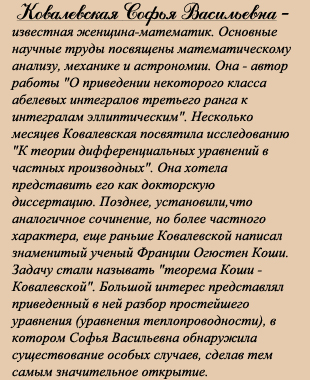 Ковалевская Софья Васильевна -
известная женщина-математик. Основные
научные труды посвящены математическому
анализу, механике и астрономии. Она - автор
работы "О приведении некоторого класса
абелевых интегралов третьего ранга к
интегралам эллиптическим". Несколько
месяцев Ковалевская посвятила исследованию
"К теории дифференциальных уравнений в
частных производных". Она хотела
представить его как докторскую
диссертацию. Позднее, установили,что
аналогичное сочинение, но более частного
характера, еще раньше Ковалевской написал
знаменитый ученый Франции Огюстен Коши.
Задачу стали называть "теорема Коши -
Ковалевской". Большой интерес представлял
приведенный в ней разбор простейшего
уравнения (уравнения теплопроводности), в
котором Софья Васильевна обнаружила
существование особых случаев, сделав тем
самым значительное открытие.